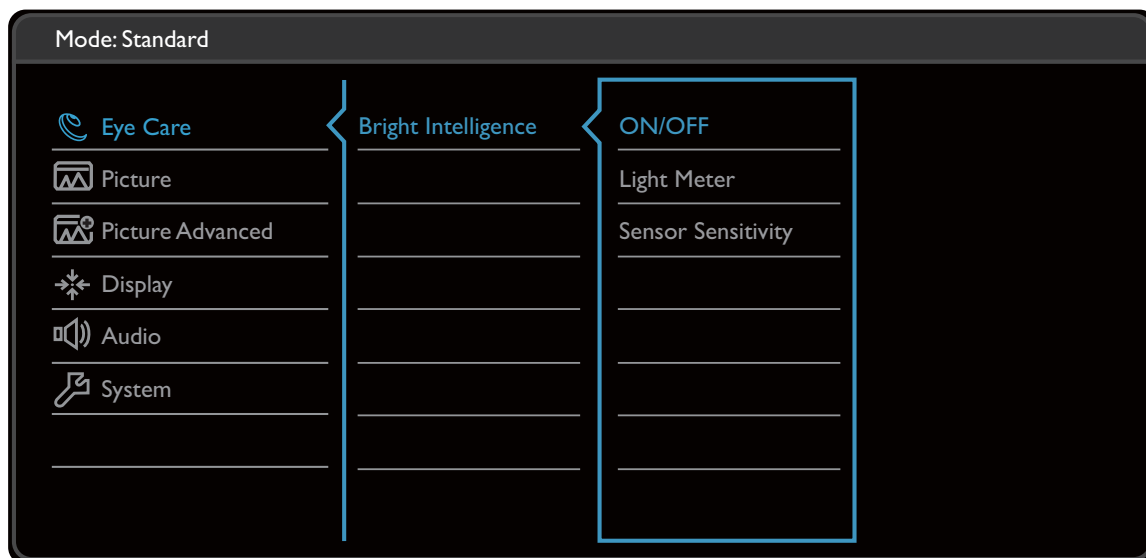 Mode: Standard
Eye Care
Bright Intelligence
ON/OFF
Picture
Light Meter
Picture Advanced
Sensor Sensitivity
Display
Audio
System